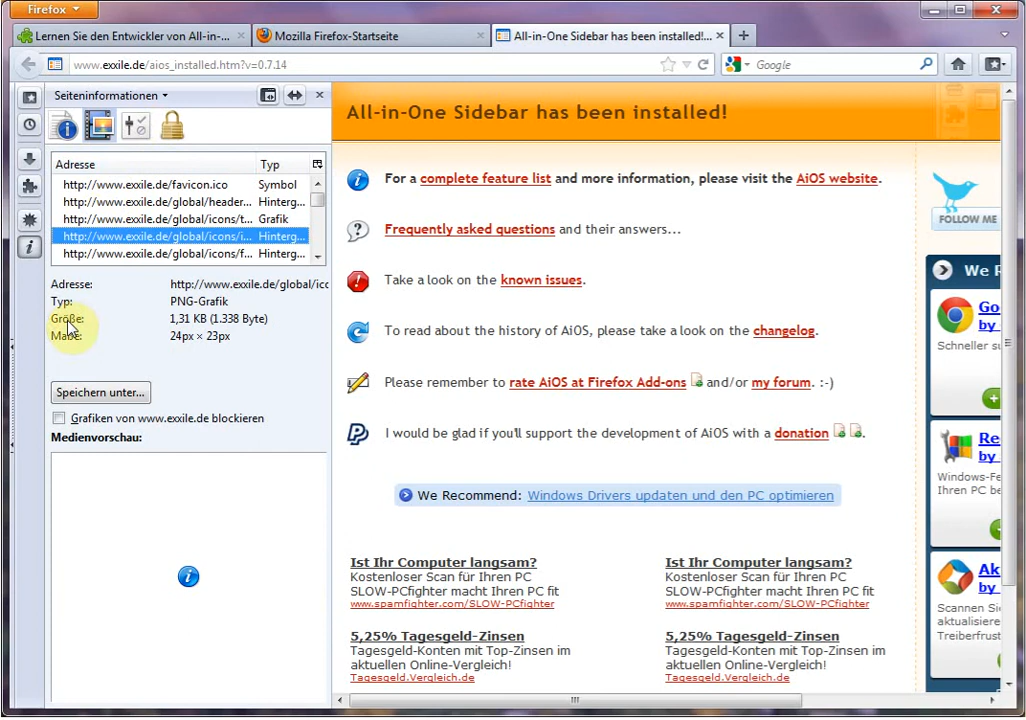 Firefox
Lernen Sie den Entwickler von All-in-...
Mozilla Firefox-Startseite
All-in-One Sidebar has been installed!...
www.exxile.de/aios_installed.htm?v=0.7.14
Google
Seiteninformationen
Adresse Typ
http://www.exxile.de/favicon.ico Symbol
http://www.exxile.de/global/header... Hinterg...
http://www.exxile.de/global/icons/t... Grafik
http://www.exxile.de/global/icons/i... Hinterg...
http://www.exxile.de/global/icons/f... Hinterg...
Adresse: http://www.exxile.de/global/icc
Typ: PNG-Grafik
Größe: 1,31 KB (1.338 Byte)
Maße: 24px × 23px
Speichern unter...
Grafiken von www.exxile.de blockieren
Medienvorschau:
All-in-One Sidebar has been installed!
For a complete feature list and more information, please visit the AiOS website.
Frequently asked questions and their answers...
Take a look on the known issues.
To read about the history of AiOS, please take a look on the changelog.
Please remember to rate AiOS at Firefox Add-ons and/or my forum. :-)
I would be glad if you'll support the development of AiOS with a donation.
We Recommend: Windows Drivers updaten und den PC optimieren
Ist Ihr Computer langsam?
Kostenloser Scan für Ihren PC
SLOW-PCfighter macht Ihren PC fit
www.spamfighter.com/SLOW-PCfighter
5,25% Tagesgeld-Zinsen
Tagesgeld-Konten mit Top-Zinsen im
aktuellen Online-Vergleich!
Tagesgeld.Vergleich.de
Ist Ihr Computer langsam?
Kostenloser Scan für Ihren PC
SLOW-PCfighter macht Ihren PC fit
www.spamfighter.com/SLOW-PCfighter
5,25% Tagesgeld-Zinsen
Tagesgeld-Konten mit Top-Zinsen im
aktuellen Online-Vergleich!
Tagesgeld.Vergleich.de
FOLLOW ME
We R
Go
by
Schneller su
Re
by
Windows-Fe
Ihren PC be
Ak
by
Scannen Sie
aktualisiere
Treiberfrust